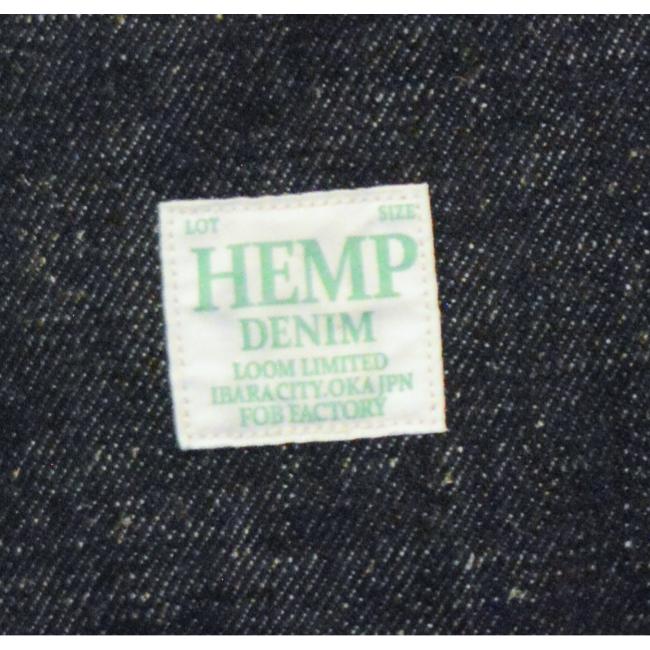 LOT SIZE
HEMP
DENIM
LOOM LIMITED
IBARACITY.OKA JPN
FOB FACTORY